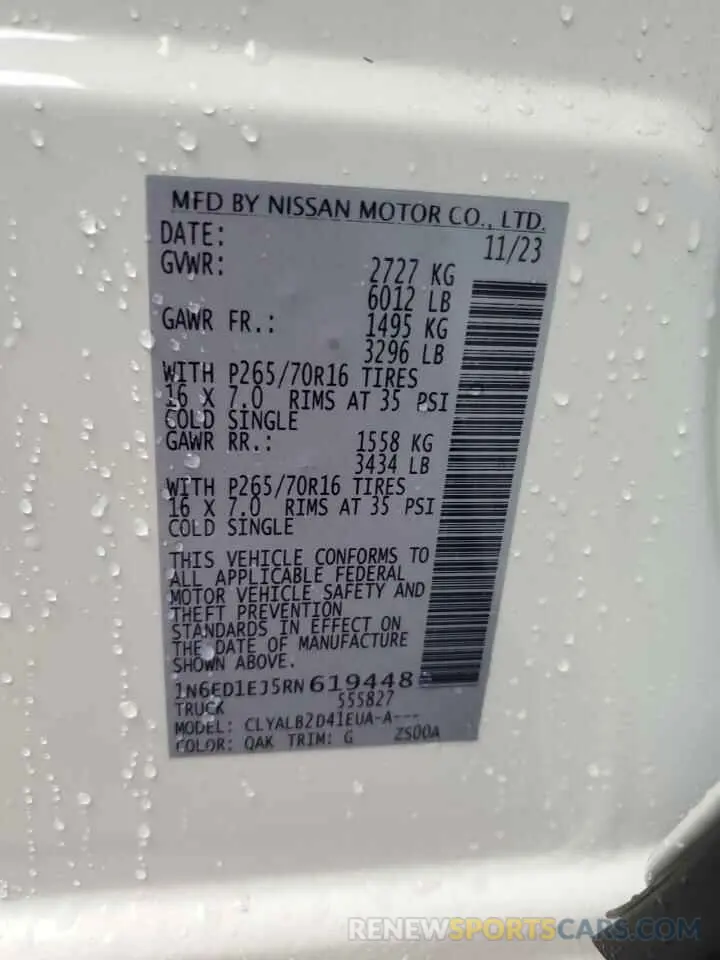 MFD BY NISSAN MOTOR CO., LTD.
DATE: 11/23
GVWR: 2727 KG
6012 LB
GAWR FR.: 1495 KG
3296 LB
WITH P265/70R16 TIRES
16 X 7.0 RIMS AT 35 PSI
COLD SINGLE
GAWR RR.: 1558 KG
3434 LB
WITH P265/70R16 TIRES
16 X 7.0 RIMS AT 35 PSI
COLD SINGLE
THIS VEHICLE CONFORMS TO
ALL APPLICABLE FEDERAL
MOTOR VEHICLE SAFETY AND
THEFT PREVENTION
STANDARDS IN EFFECT ON
THE DATE OF MANUFACTURE
SHOWN ABOVE.
1N6ED1EJ5RN619448
TRUCK 555827
MODEL: CLYALB2D41EUA-A---
COLOR: QAK TRIM: G ZS00A
RENEWSPORTSCARS.COM